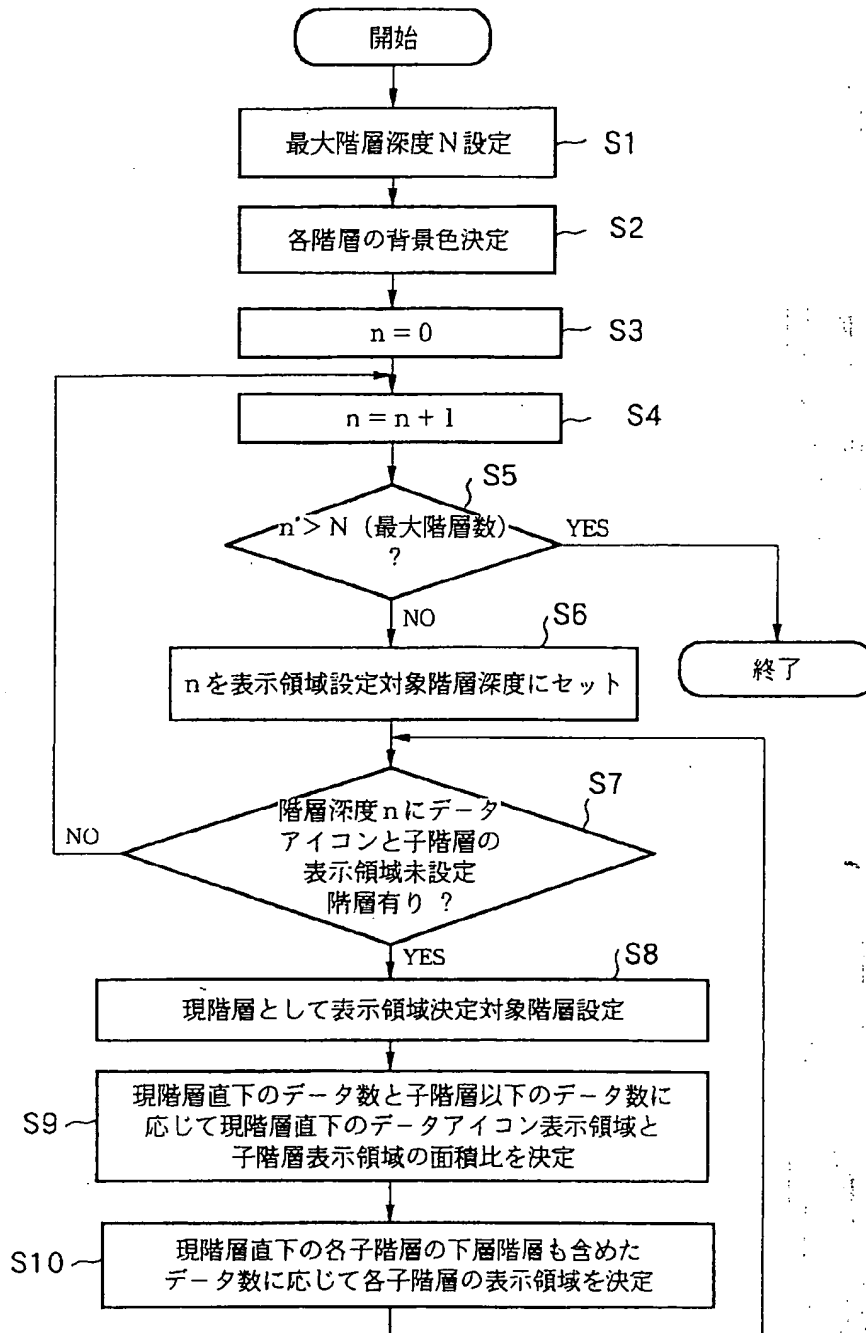 開始
最大階層深度N設定
S1
各階層の背景色決定
S2
n = 0
S3
n = n + 1
S4
S5
n > N (最大階層数)
?
YES
NO
終了
S6
nを表示領域設定対象階層深度にセット
S7
階層深度nにデータ
アイコンと子階層の
表示領域未設定
階層有り ?
NO
YES
S8
現階層として表示領域決定対象階層設定
S9
現階層直下のデータ数と子階層以下のデータ数に
応じて現階層直下のデータアイコン表示領域と
子階層表示領域の面積比を決定
S10
現階層直下の各子階層の下層階層も含めた
データ数に応じて各子階層の表示領域を決定